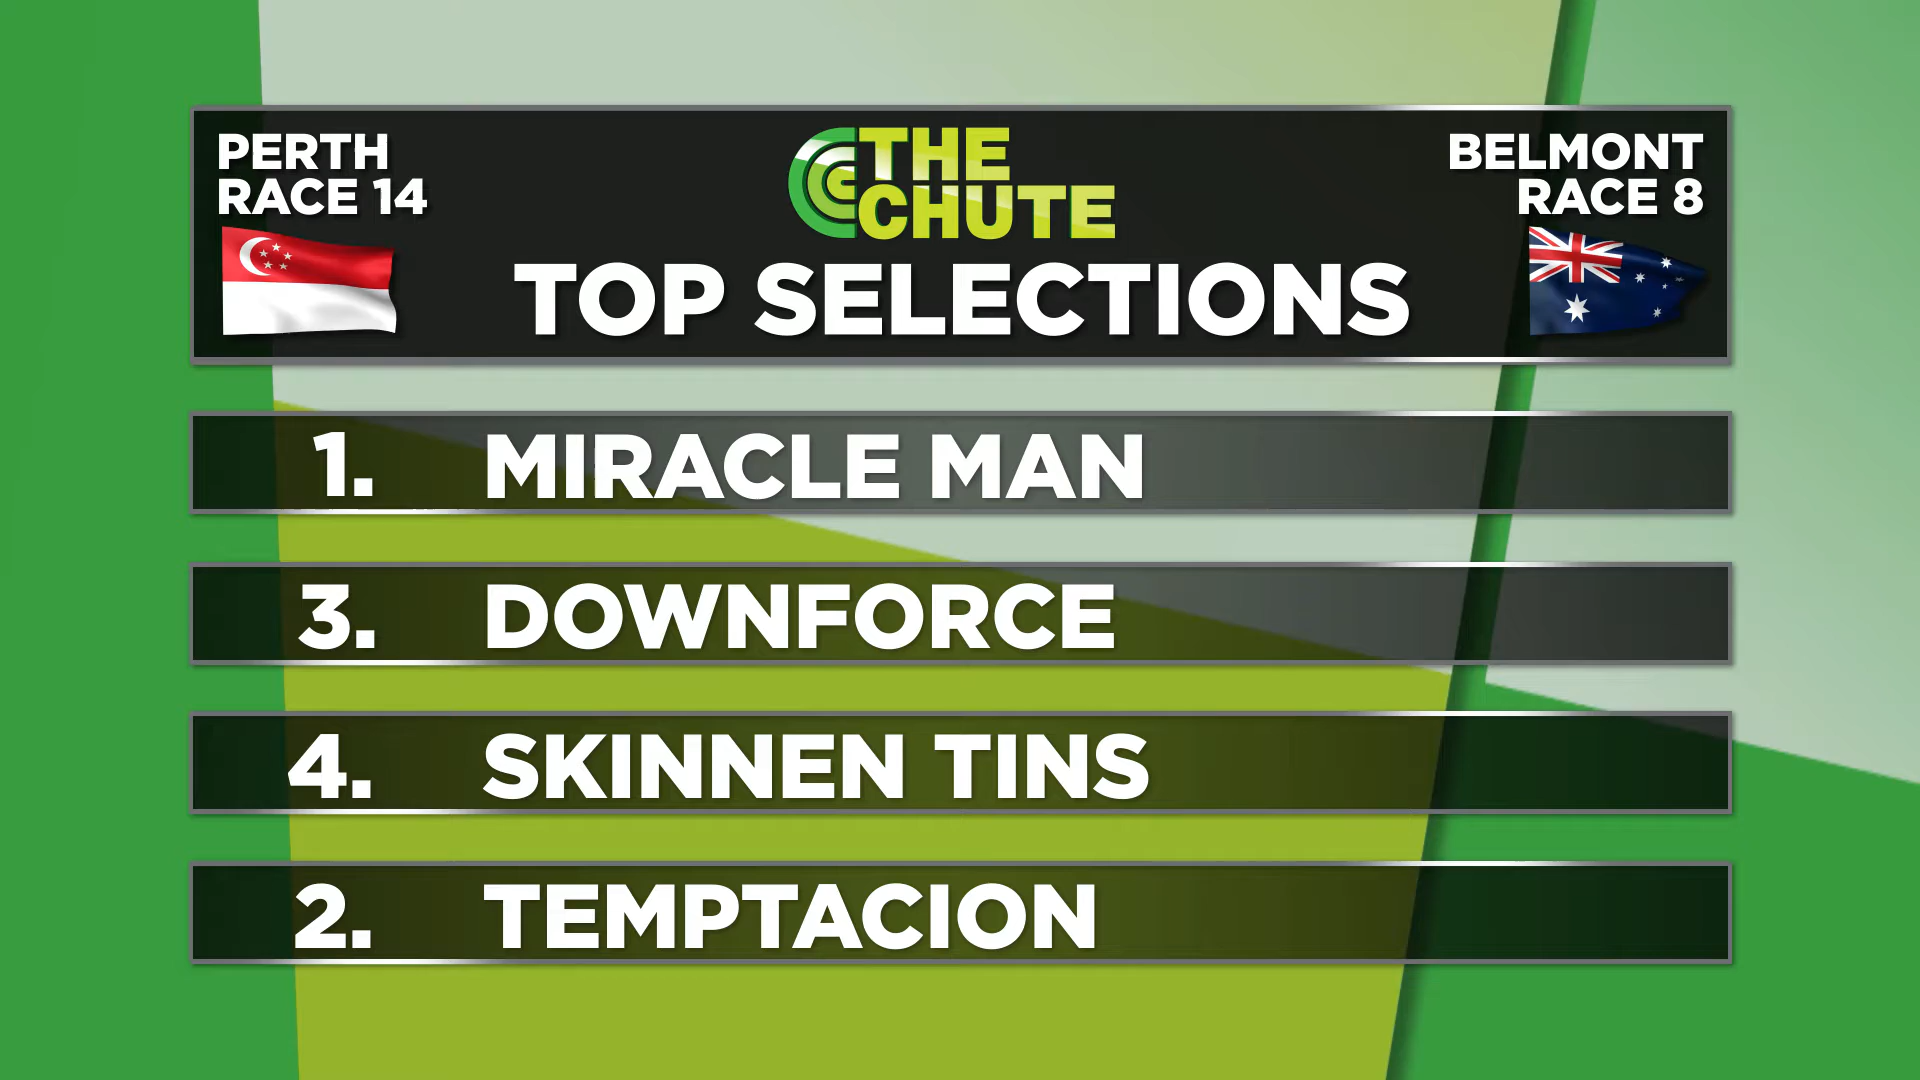 PERTH
RACE 14
THE
CHUTE
BELMONT
RACE 8
TOP SELECTIONS
1. MIRACLE MAN
3. DOWNFORCE
4. SKINNEN TINS
2. TEMPTACION